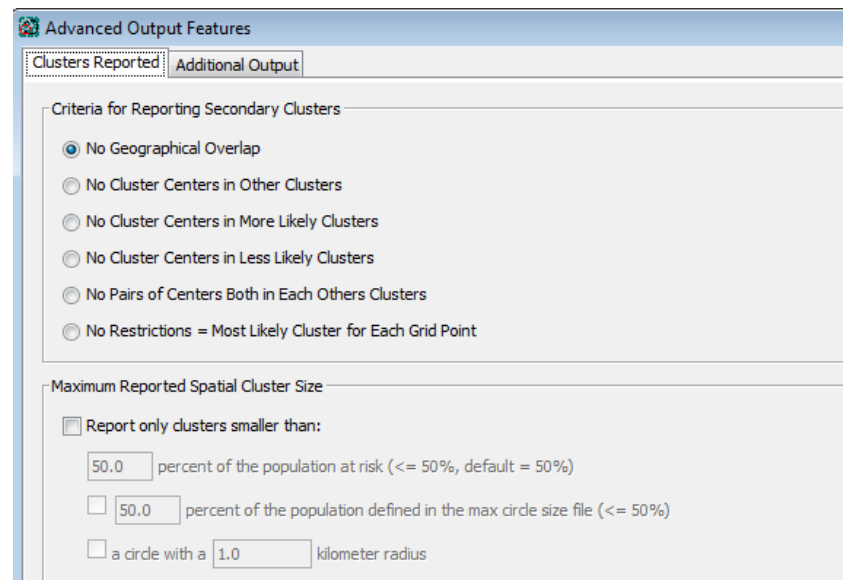 Advanced Output Features
Clusters Reported Additional Output
Criteria for Reporting Secondary Clusters
No Geographical Overlap
No Cluster Centers in Other Clusters
No Cluster Centers in More Likely Clusters
No Cluster Centers in Less Likely Clusters
No Pairs of Centers Both in Each Others Clusters
No Restrictions = Most Likely Cluster for Each Grid Point
Maximum Reported Spatial Cluster Size
Report only clusters smaller than:
50.0 percent of the population at risk (<= 50%, default = 50%)
50.0 percent of the population defined in the max circle size file (<= 50%)
a circle with a 1.0 kilometer radius